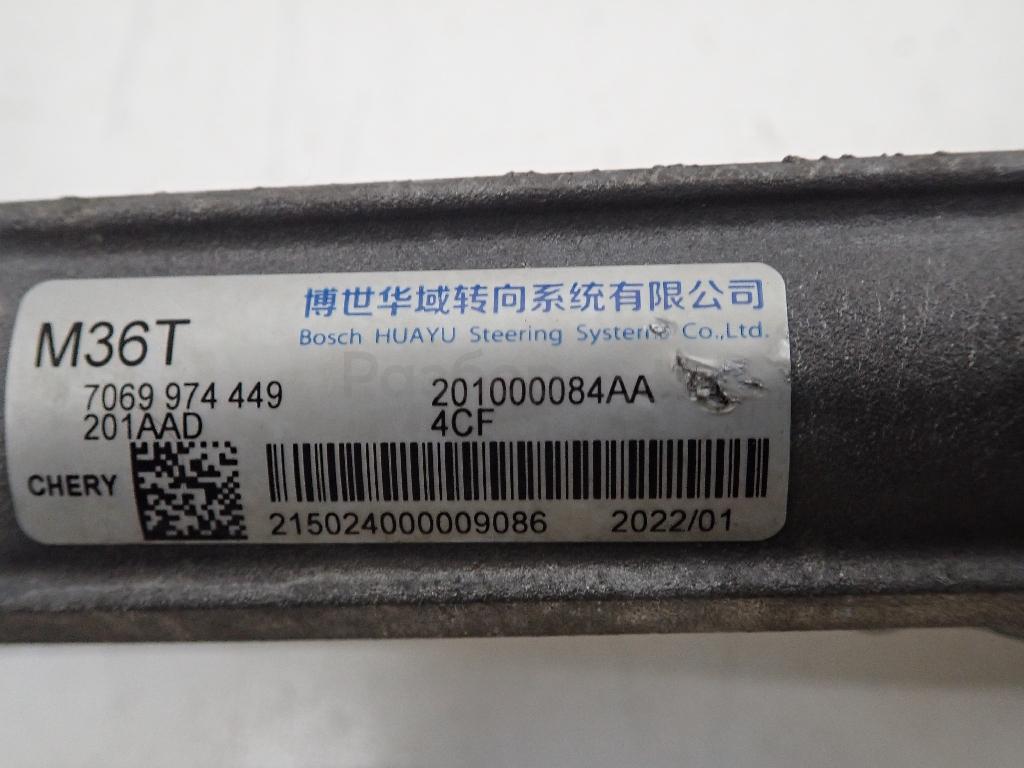 博世华域转向系统有限公司
Bosch HUAYU Steering Systems Co.,Ltd.
M36T
7069 974 449 201000084AA
201AAD 4CF
CHERY
215024000009086 2022/01